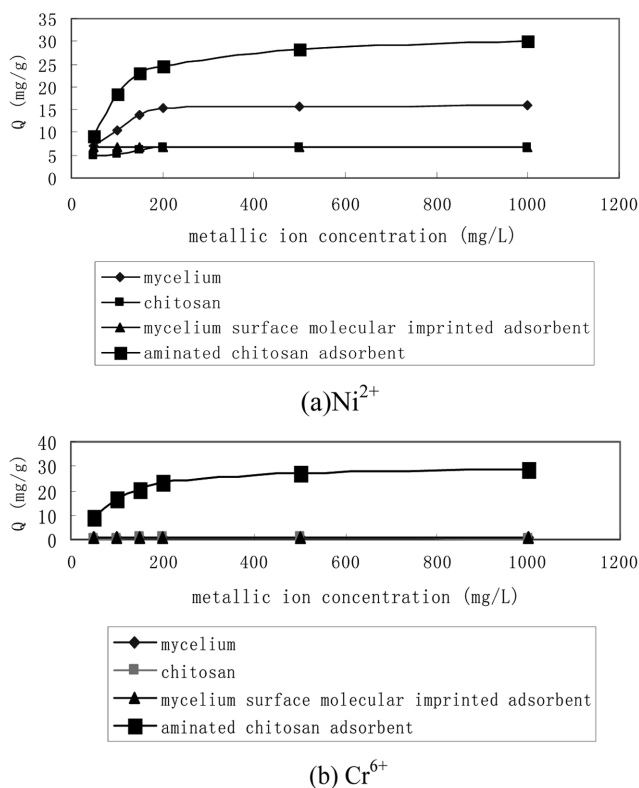 35
30
25
20
15
10
5
0
Q (mg/g)
0 200 400 600 800 1000 1200
metallic ion concentration (mg/L)
mycelium
chitosan
mycelium surface molecular imprinted adsorbent
aminated chitosan adsorbent
(a)Ni2+
40
30
20
10
0
Q (mg/g)
0 200 400 600 800 1000 1200
metallic ion concentration (mg/L)
mycelium
chitosan
mycelium surface molecular imprinted adsorbent
aminated chitosan adsorbent
(b) Cr6+